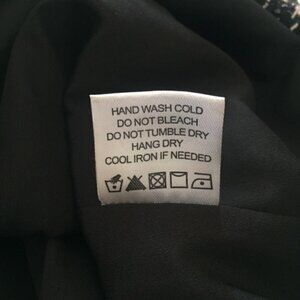 HAND WASH COLD
DO NOT BLEACH
DO NOT TUMBLE DRY
HANG DRY
COOL IRON IF NEEDED